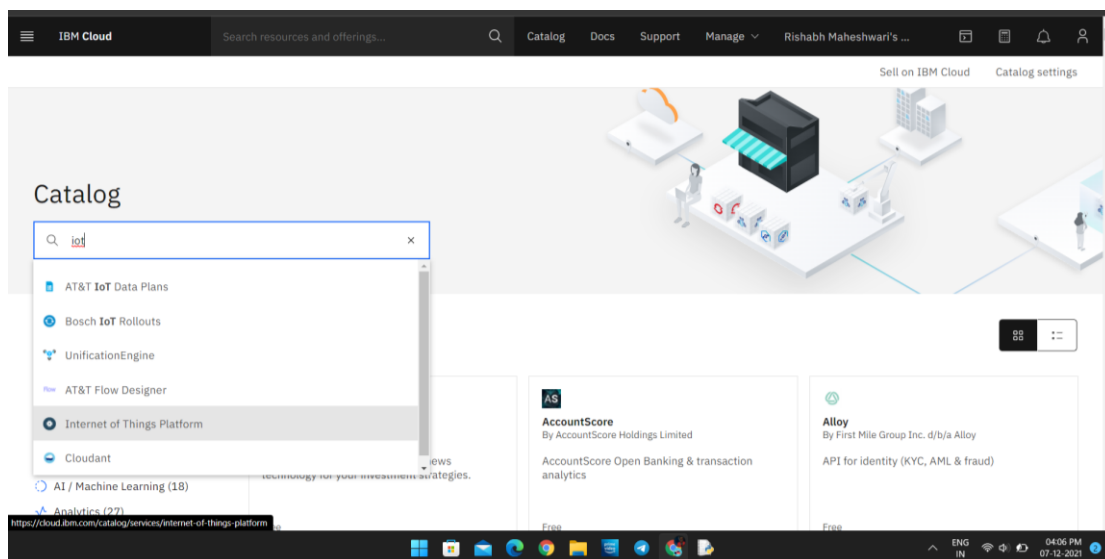 IBM Cloud
Search resources and offerings...
Catalog
Docs
Support
Manage
Rishabh Maheshwari's ...
Sell on IBM Cloud
Catalog settings
Catalog
iot
AT&T IoT Data Plans
Bosch IoT Rollouts
UnificationEngine
Flow
AT&T Flow Designer
Internet of Things Platform
Cloudant
AI / Machine Learning (18)
Analytics (27)
technology for your investment strategies.
AS
AccountScore
By AccountScore Holdings Limited
AccountScore Open Banking & transaction
analytics
Free
Alloy
By First Mile Group Inc. d/b/a Alloy
API for identity (KYC, AML & fraud)
Free
https://cloud.ibm.com/catalog/services/internet-of-things-platform
ENG
IN
04:06 PM
07-12-2021